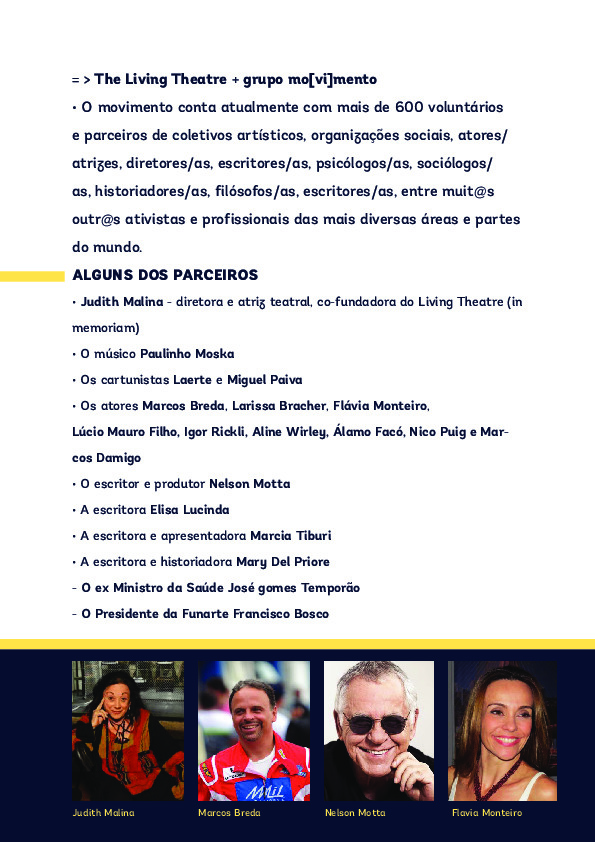 = > The Living Theatre + grupo mo[vi]mento
• O movimento conta atualmente com mais de 600 voluntários
e parceiros de coletivos artísticos, organizações sociais, atores/
atrizes, diretores/as, escritores/as, psicólogos/as, sociólogos/
as, historiadores/as, filósofos/as, escritores/as, entre muit@s
outr@s ativistas e profissionais das mais diversas áreas e partes
do mundo.
ALGUNS DOS PARCEIROS
• Judith Malina - diretora e atriz teatral, co-fundadora do Living Theatre (in
memoriam)
• O músico Paulinho Moska
• Os cartunistas Laerte e Miguel Paiva
• Os atores Marcos Breda, Larissa Bracher, Flávia Monteiro,
Lúcio Mauro Filho, Igor Rickli, Aline Wirley, Álamo Facó, Nico Puig e Mar-
cos Damigo
• O escritor e produtor Nelson Motta
• A escritora Elisa Lucinda
• A escritora e apresentadora Marcia Tiburi
• A escritora e historiadora Mary Del Priore
- O ex Ministro da Saúde José gomes Temporão
- O Presidente da Funarte Francisco Bosco
Judith Malina
Marcos Breda
Nelson Motta
Flavia Monteiro